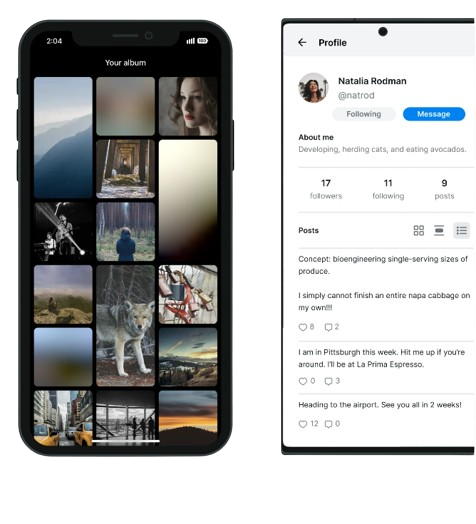 2:04
Your album
Profile
Natalia Rodman
@natrod
Following
Message
About me
Developing, herding cats, and eating avocados.
17
11
9
followers
following
posts
Posts
Concept: bioengineering single-serving sizes of
produce.
I simply cannot finish an entire napa cabbage on
my own!!!
8
2
I am in Pittsburgh this week. Hit me up if you're
around. I'll be at La Prima Espresso.
0
3
Heading to the airport. See you all in 2 weeks!
12
0